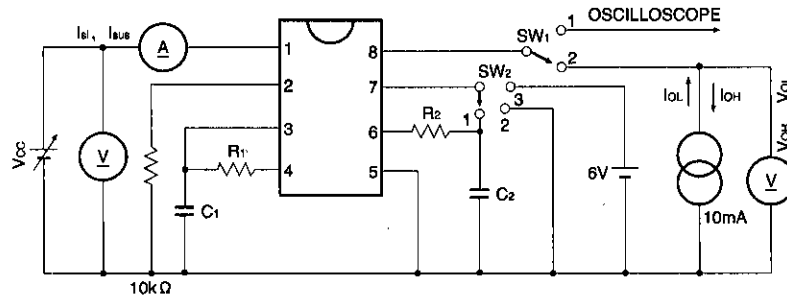 1
OSCILLOSCOPE
SW1
2
ISI, ISUS
A
1
8
2
7
SW2
3
2
1
3
6
R2
R1
4
5
VCC
V
C1
C2
6V
IOL
IOH
VOH
VOL
V
10mA
10kΩ